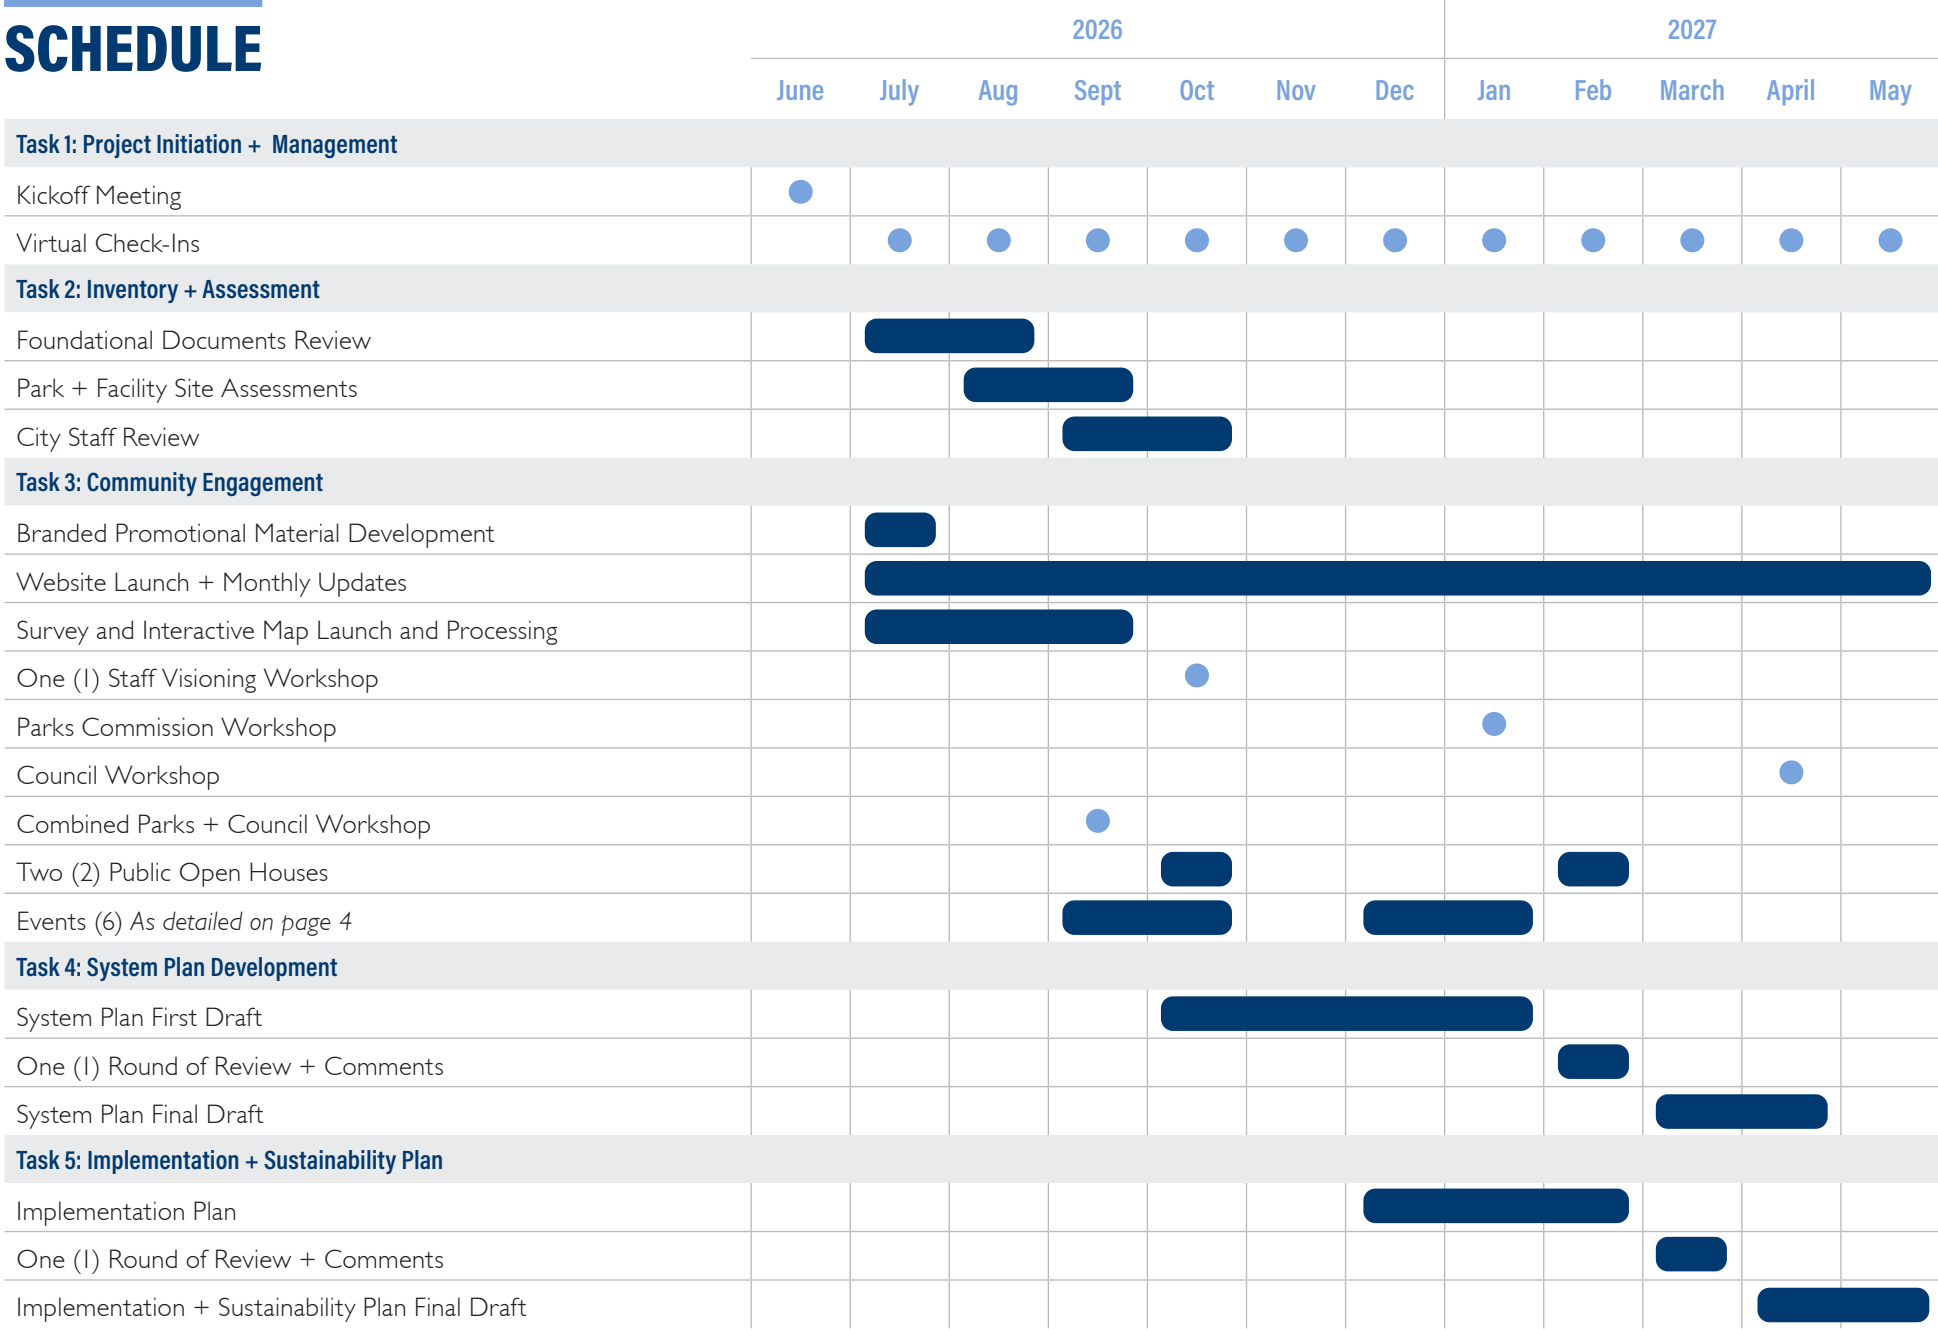 SCHEDULE
2026 2027
June July Aug Sept Oct Nov Dec Jan Feb March April May
Task 1: Project Initiation + Management
Kickoff Meeting
Virtual Check-Ins
Task 2: Inventory + Assessment
Foundational Documents Review
Park + Facility Site Assessments
City Staff Review
Task 3: Community Engagement
Branded Promotional Material Development
Website Launch + Monthly Updates
Survey and Interactive Map Launch and Processing
One (1) Staff Visioning Workshop
Parks Commission Workshop
Council Workshop
Combined Parks + Council Workshop
Two (2) Public Open Houses
Events (6) As detailed on page 4
Task 4: System Plan Development
System Plan First Draft
One (1) Round of Review + Comments
System Plan Final Draft
Task 5: Implementation + Sustainability Plan
Implementation Plan
One (1) Round of Review + Comments
Implementation + Sustainability Plan Final Draft